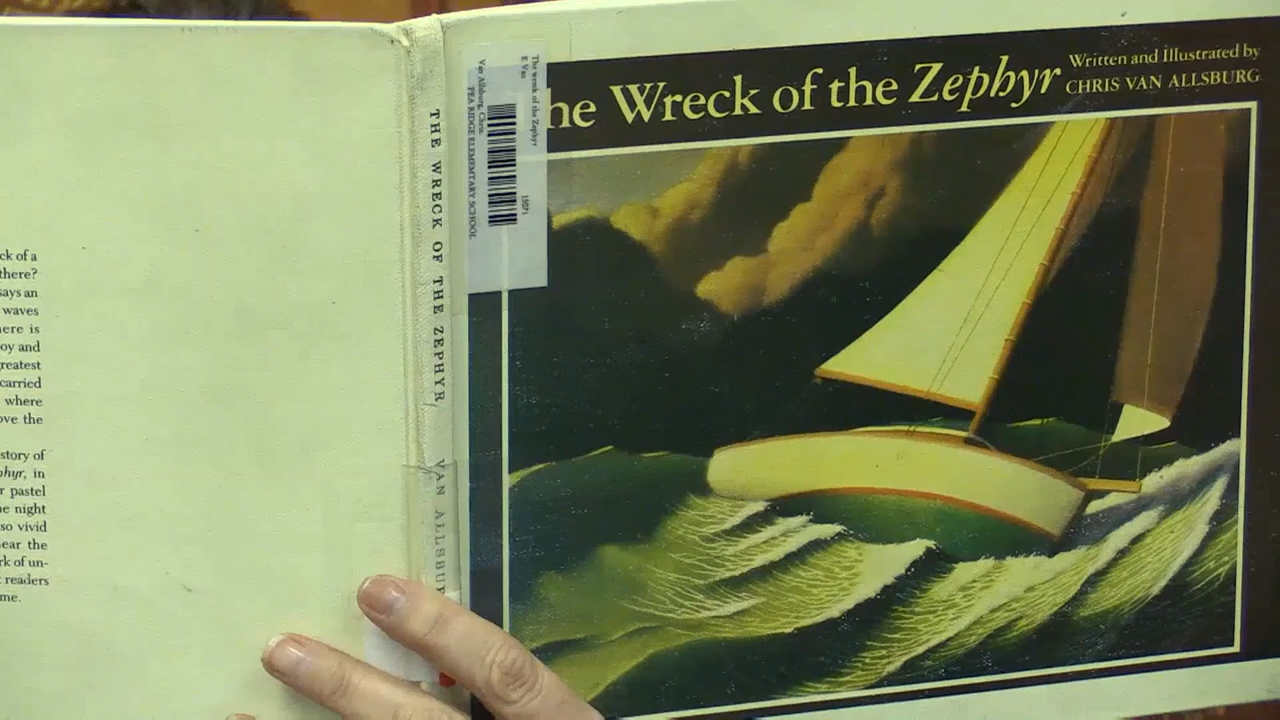 ck of a
there?
says an
waves
here is
oy and
reatest
carried
where
ove the
story of
phyr, in
r pastel
e night
so vivid
ear the
rk of un-
readers
me.
THE WRECK OF THE ZEPHYR
VAN ALLSBUR
The wreck of the Zephyr
E Van
15071
Van Allsburg, Chris.
PEA RIDGE ELEMEMTARY SCHOOL
he Wreck of the Zephyr
Written and Illustrated by
CHRIS VAN ALLSBURG